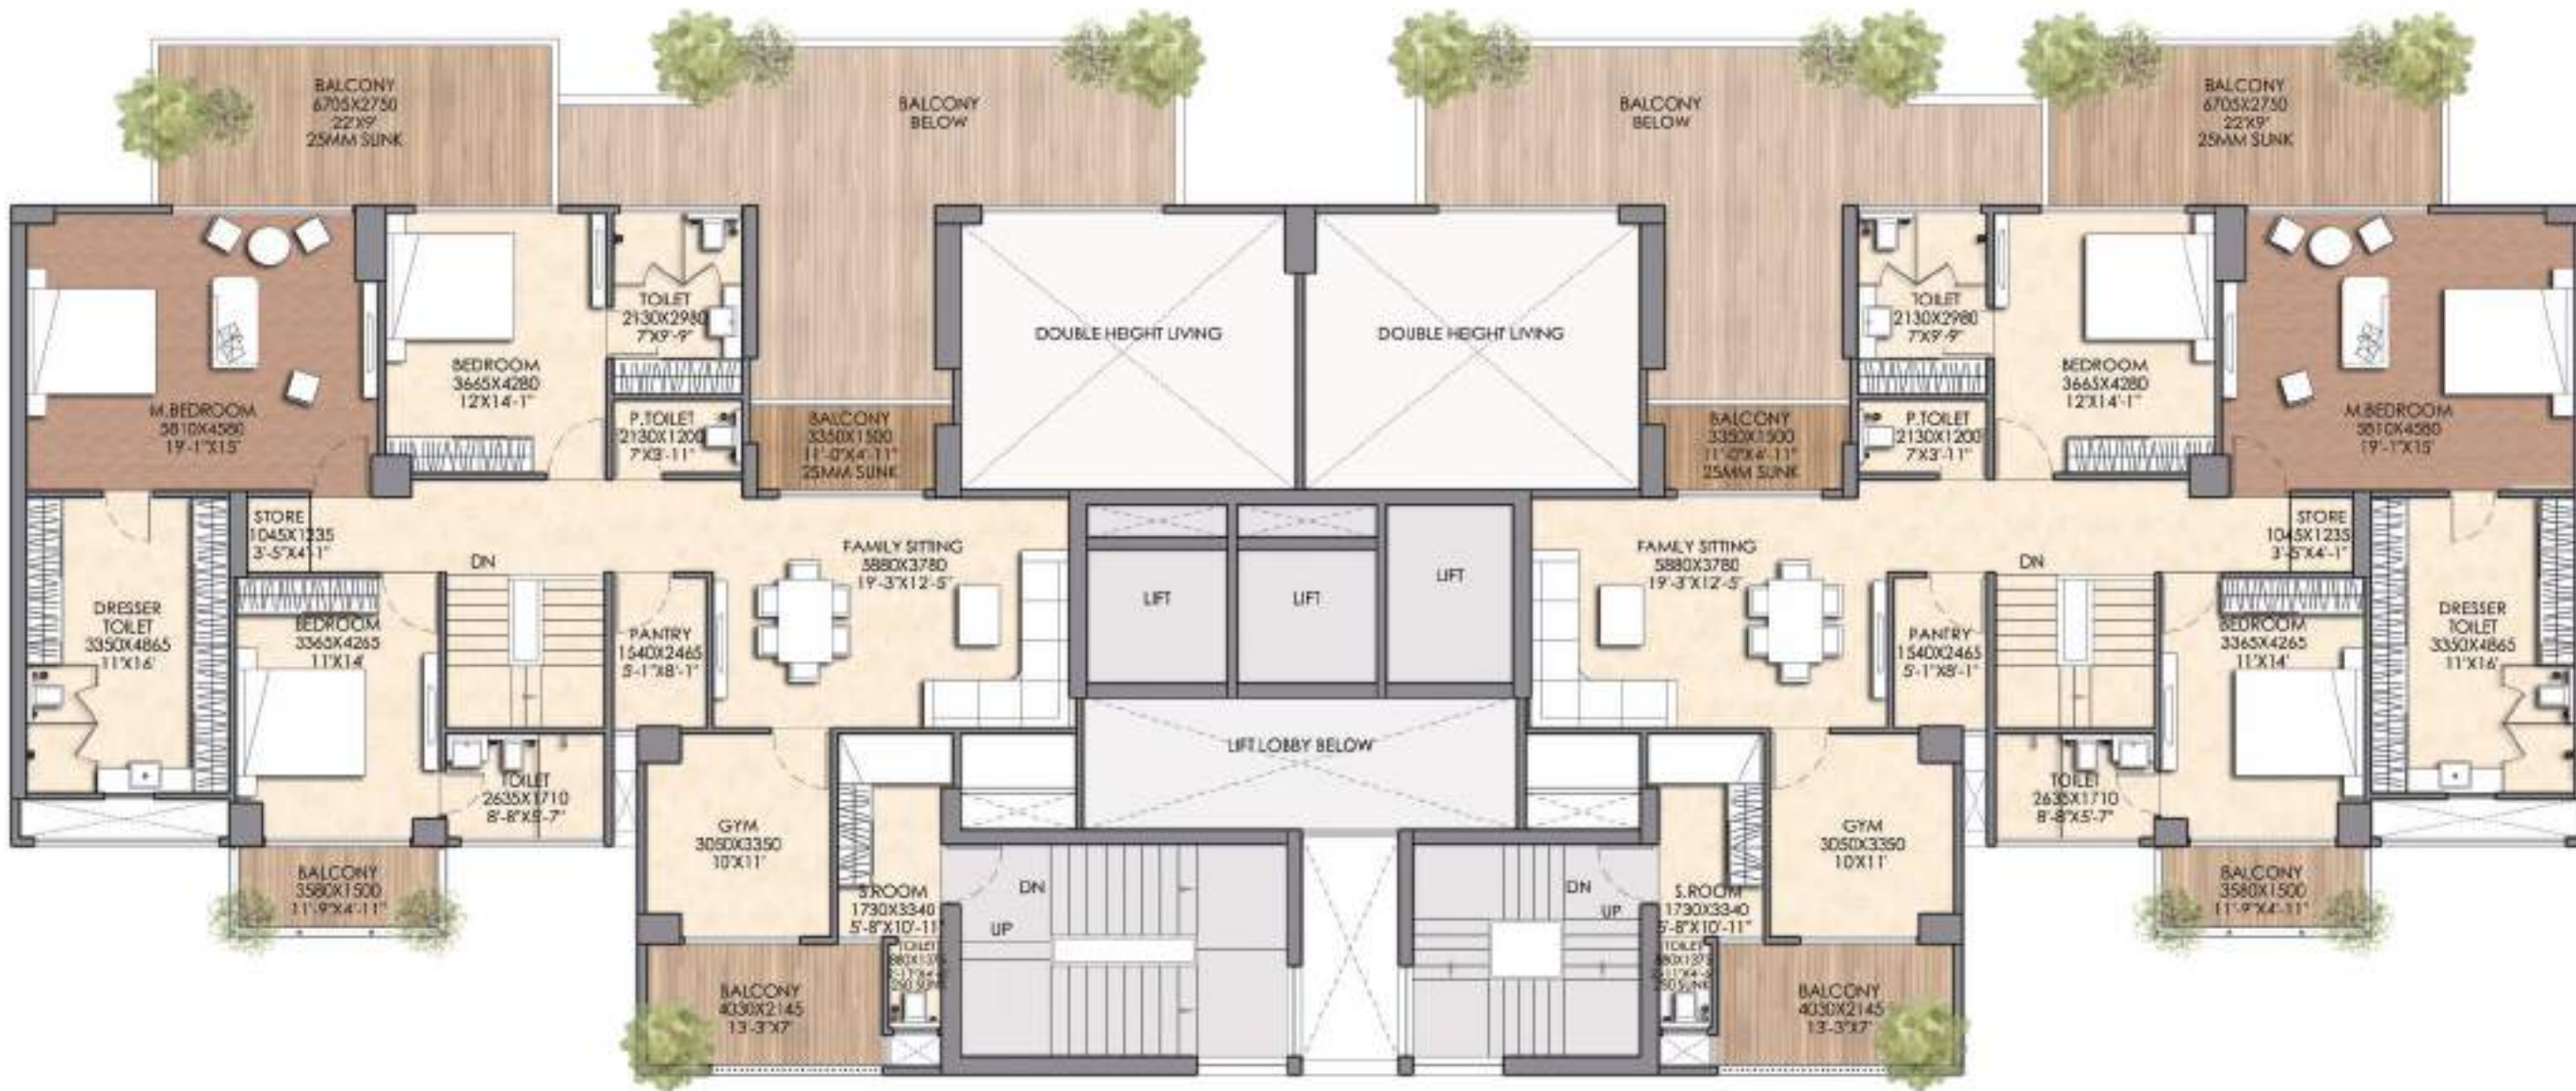 BALCONY
6705X2750
22'X9'
25MM SUNK
BALCONY
BELOW
BALCONY
BELOW
BALCONY
6705X2750
22'X9'
25MM SUNK
TOILET
2130X2980
7'X9'-9"
DOUBLE HEIGHT LIVING
DOUBLE HEIGHT LIVING
TOILET
2130X2980
7'X9'-9"
BEDROOM
3665X4280
12'X14'-1"
BEDROOM
3665X4280
12'X14'-1"
M.BEDROOM
5810X4580
19'-1"X15'
P.TOILET
2130X1200
7'X3'-11"
BALCONY
3350X1500
11'-0"X4'-11"
25MM SUNK
BALCONY
3350X1500
11'-0"X4'-11"
25MM SUNK
P.TOILET
2130X1200
7'X3'-11"
M.BEDROOM
5810X4580
19'-1"X15'
STORE
1045X1235
3'-5"X4'-1"
DN
FAMILY SITTING
5880X3780
19'-3"X12'-5"
LIFT
LIFT
LIFT
FAMILY SITTING
5880X3780
19'-3"X12'-5"
DN
STORE
1045X1235
3'-5"X4'-1"
DRESSER
TOILET
3350X4865
11'X16'
BEDROOM
3365X4265
11'X14'
PANTRY
1540X2465
5'-1"X8'-1"
PANTRY
1540X2465
5'-1"X8'-1"
BEDROOM
3365X4265
11'X14'
DRESSER
TOILET
3350X4865
11'X16'
LIFT LOBBY BELOW
TOILET
2635X1710
8'-8"X5'-7"
TOILET
2635X1710
8'-8"X5'-7"
GYM
3050X3350
10'X11'
GYM
3050X3350
10'X11'
BALCONY
3580X1500
11'-9"X4'-11"
S.ROOM
1730X3340
5'-8"X10'-11"
DN
UP
DN
UP
S.ROOM
1730X3340
5'-8"X10'-11"
BALCONY
3580X1500
11'-9"X4'-11"
TOILET
TOILET
250 SUNK
BALCONY
4030X2145
13'-3"X7'
BALCONY
4030X2145
13'-3"X7'